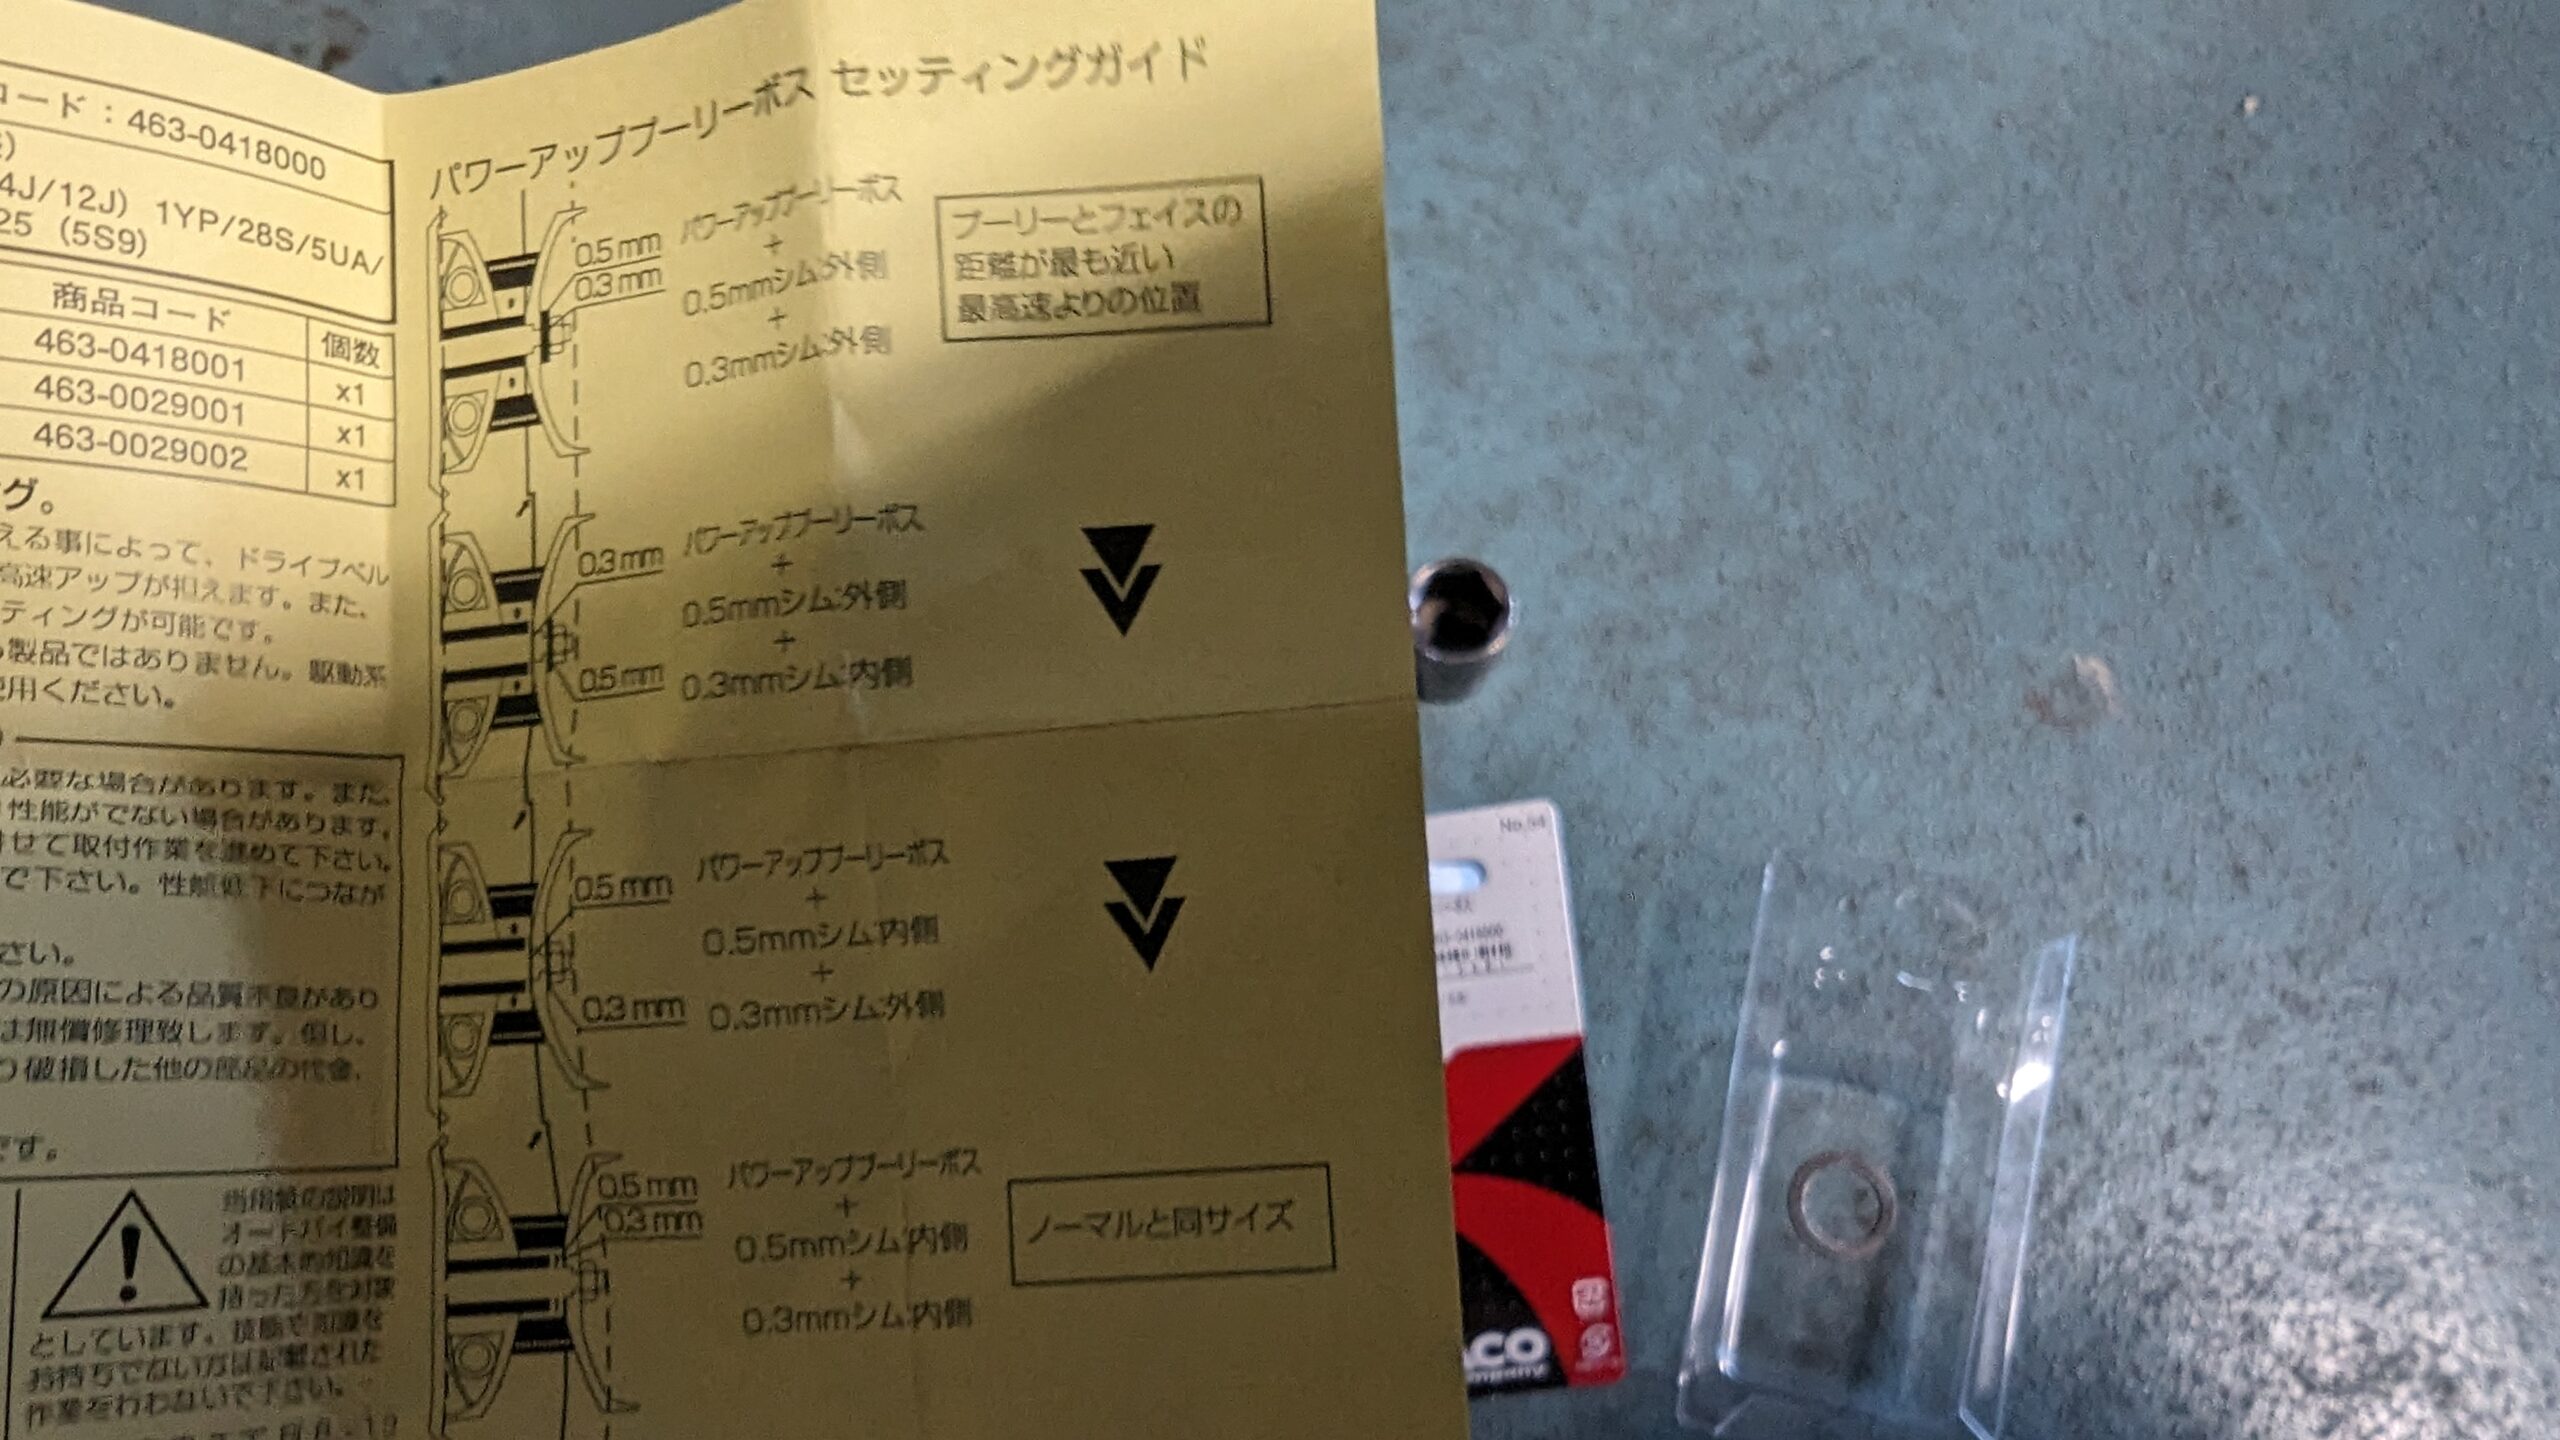 コード：463-0418000
4J/12J) 1YP/28S/5UA/
25 (5S9)
商品コード
個数
463-0418001 x1
463-0029001 x1
463-0029002 x1
グ。
える事によって、ドライブベル
高速アップが抑えます。また、
ティングが可能です。
製品ではありません。駆動系
使用ください。
必要な場合があります。また、
性能がでない場合があります。
せて取付作業を進めて下さい。
で下さい。性能低下につなが
さい。
の原因による品質不良があり
は無償修理致します。但し、
り破損した他の部品の代金、
です。
当指数の説明は
オートバイ整備
の基本的知識を
持った方を対象
としています。技能や知識を
お持ちでない方は記載された
作業を行わないで下さい。
パワーアッププーリーボス セッティングガイド
0.5mm
0.3mm
パワーアッププーリーボス
+
0.5mmシム:外側
+
0.3mmシム:外側
プーリーとフェイスの
距離が最も近い
最高速よりの位置
0.3mm
0.5mm
パワーアッププーリーボス
+
0.5mmシム:外側
+
0.3mmシム:内側
0.5mm
0.3mm
パワーアッププーリーボス
+
0.5mmシム:内側
+
0.3mmシム:外側
0.5mm
0.3mm
パワーアッププーリーボス
+
0.5mmシム:内側
+
0.3mmシム:内側
ノーマルと同サイズ
No.54
463-0418000
ACO